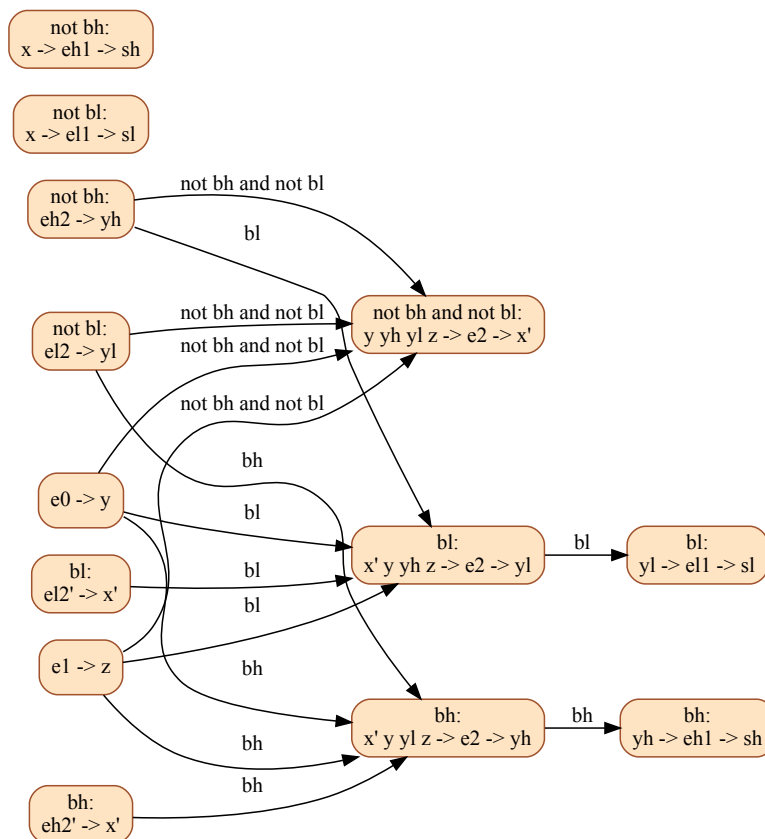 not bh:
x -> eh1 -> sh
not bl:
x -> el1 -> sl
not bh:
eh2 -> yh
not bh and not bl
bl
not bh and not bl:
y yh yl z -> e2 -> x'
not bl:
el2 -> yl
not bh and not bl
not bh and not bl
not bh and not bl
bh
e0 -> y
bl
bl:
x' y yh z -> e2 -> yl
bl
bl:
yl -> el1 -> sl
bl:
el2' -> x'
bl
bl
e1 -> z
bh
bh:
x' y yl z -> e2 -> yh
bh
bh:
yh -> eh1 -> sh
bh
bh
bh:
eh2' -> x'